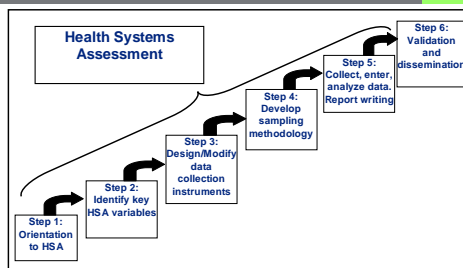 Health Systems
Assessment
Step 1:
Orientation
to HSA
Step 2:
Identify key
HSA variables
Step 3:
Design/Modify
data
collection
instruments
Step 4:
Develop
sampling
methodology
Step 5:
Collect, enter,
analyze data.
Report writing
Step 6:
Validation
and
dissemination